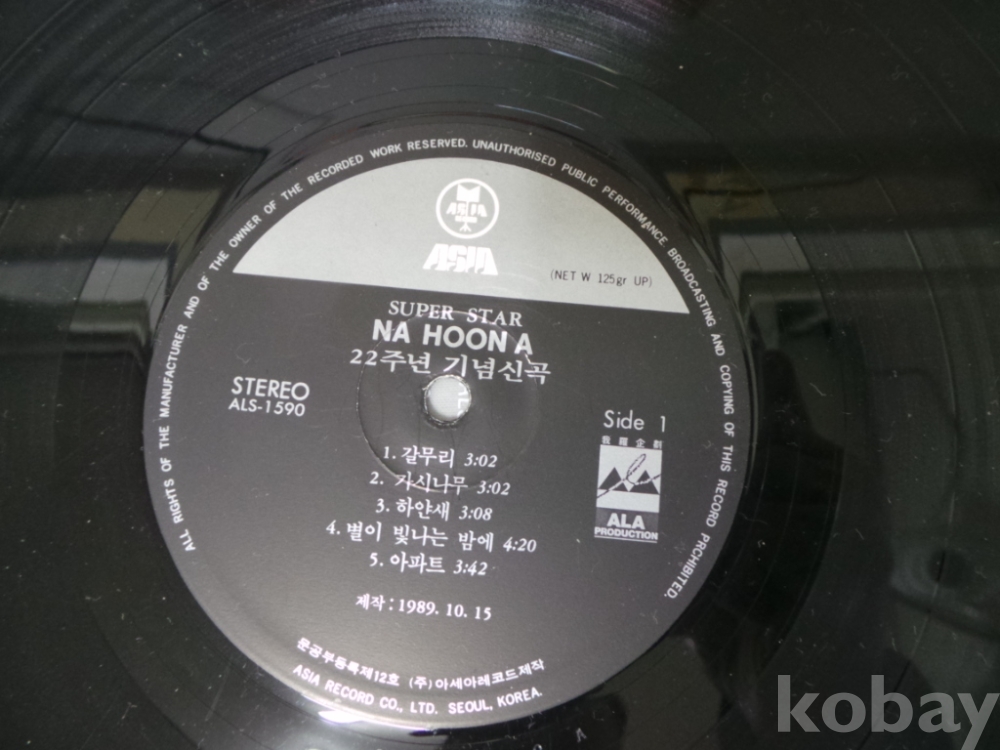 ALL RIGHTS OF THE MANUFACTURER AND OF THE OWNER OF THE RECORDED WORK RESERVED. UNAUTHORISED PUBLIC PERFORMANCE BROADCASTING AND COPYING OF THIS RECORD PRCHIBITED.
ASIA
ASIA
(NET W 125gr UP)
SUPER STAR
NA HOON A
22주년 기념신곡
STEREO
ALS-1590
Side 1
我羅企劃
ALA
PRODUCTION
1. 갈무리 3:02
2. 가시나무 3:02
3. 하얀새 3:08
4. 별이 빛나는 밤에 4:20
5. 아파트 3:42
제작:1989. 10. 15
문공부등록제12호 (주)아세아레코드제작
ASIA RECORD CO., LTD. SEOUL, KOREA.
kobay